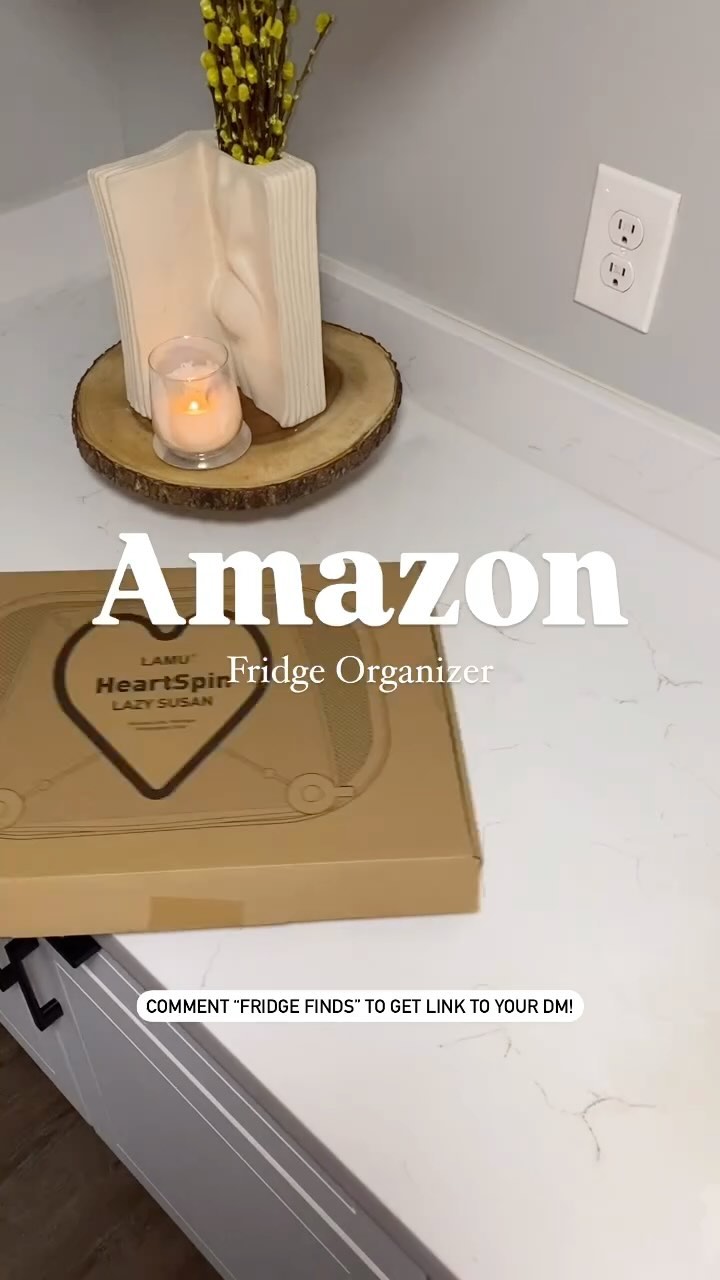 Amazon
Fridge Organizer
LAMU
HeartSpin
LAZY SUSAN
COMMENT “FRIDGE FINDS” TO GET LINK TO YOUR DM!